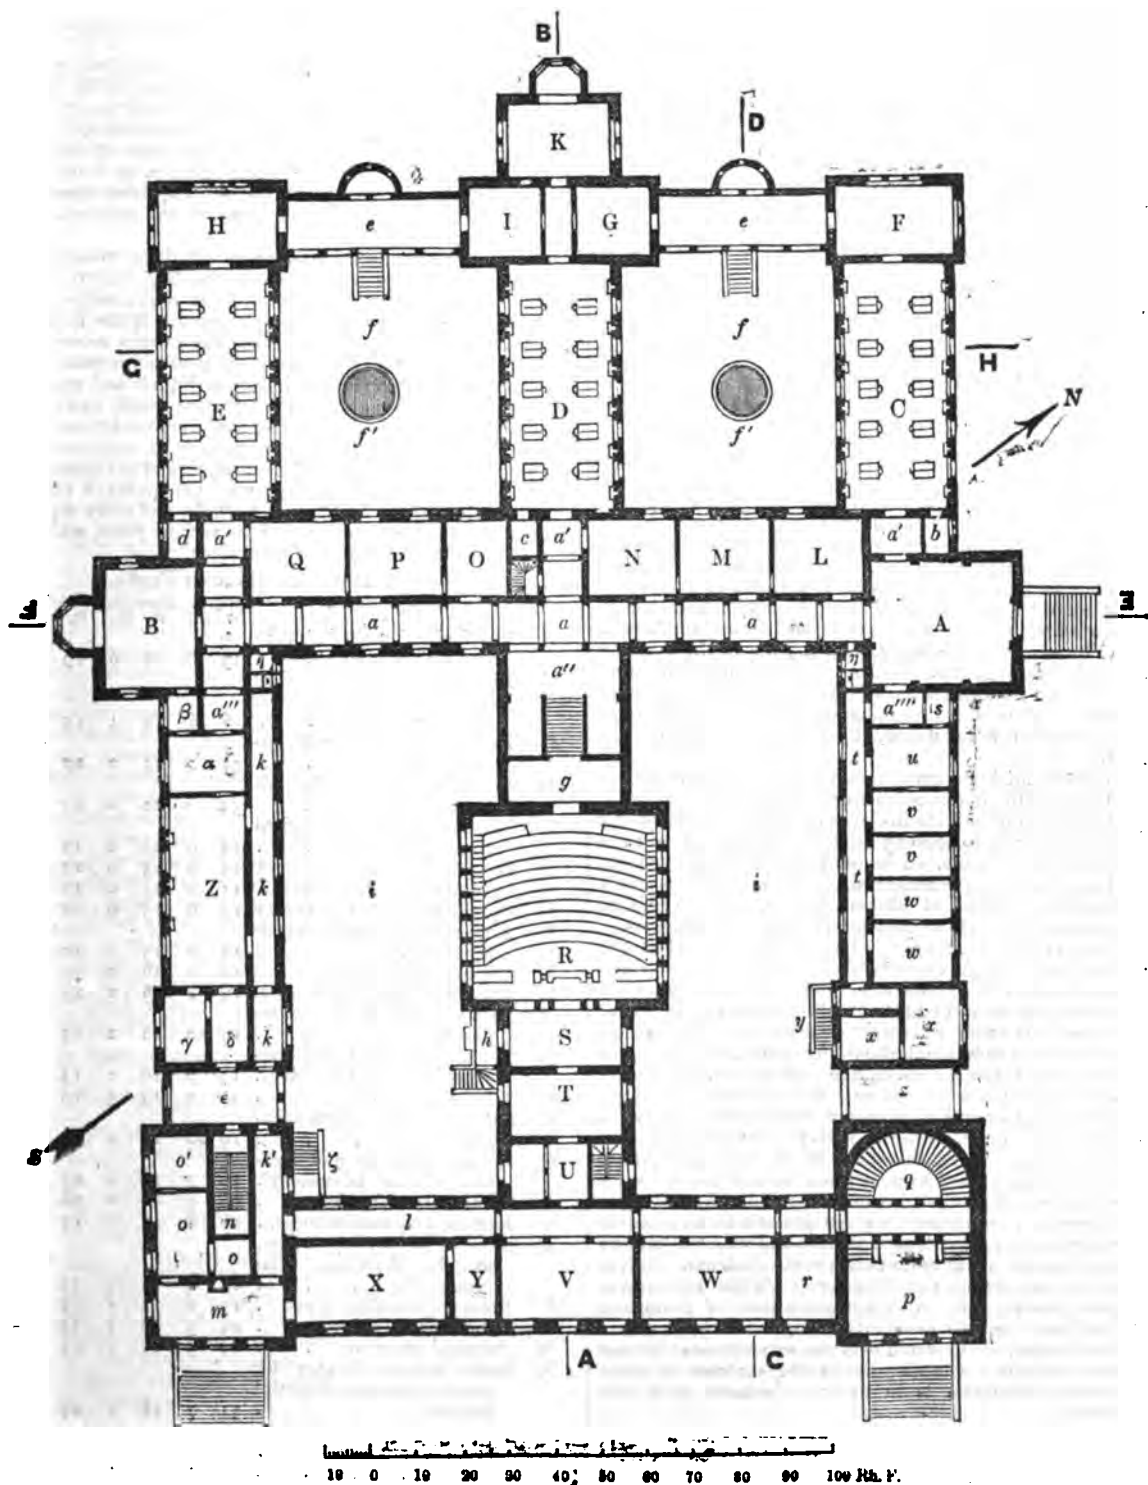 B
D
K
H
e
I
G
e
F
f
f
C
H
E
D
C
N
f'
f'
d
a'
Q
P
O
c
a'
N
M
L
a'
b
B
a
a
a
A
E
η
a''
η
β
a'''
a''''
s
α
k
g
t
u
v
Z
k
i
i
v
t
w
R
w
γ
δ
k
h
S
y
x
x
T
ε
z
S
o'
k'
ζ
U
q
o
n
l
o
X
Y
V
W
r
p
m
A
C
10 0 10 20 30 40 50 60 70 80 90 100 Rh. F.